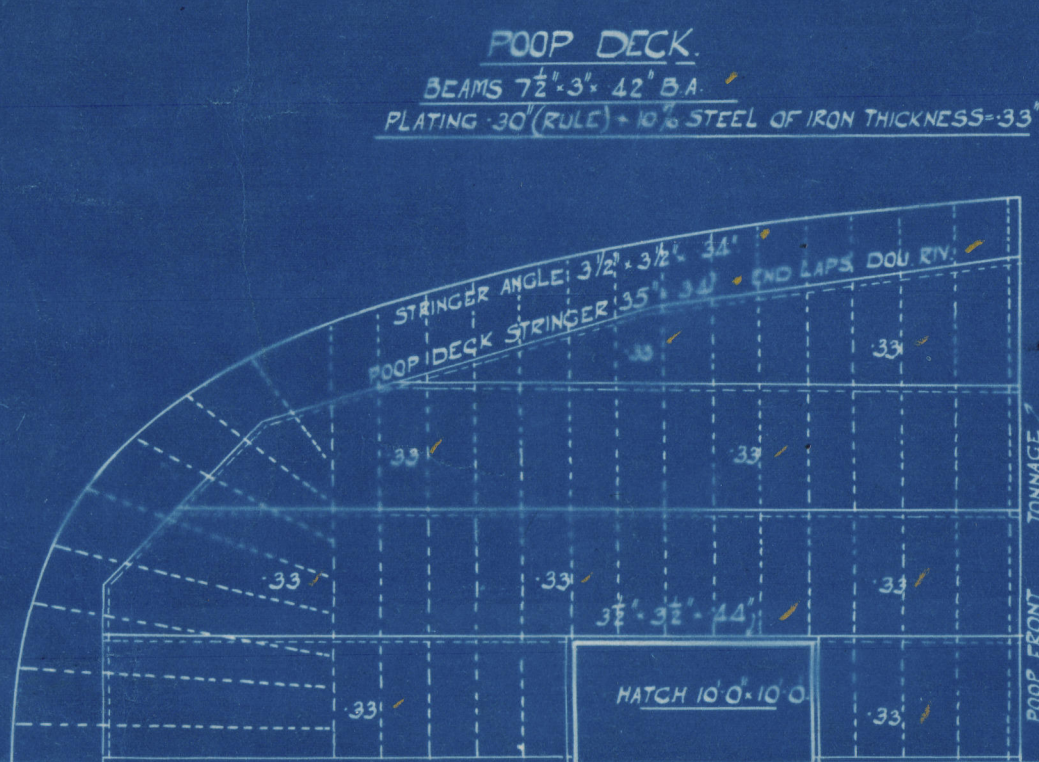 POOP DECK.
BEAMS 7½" × 3" × .42" B.A.
PLATING .30" (RULE) + 10% STEEL OF IRON THICKNESS = .33"
STRINGER ANGLE 3½" × 3½" × .34"
POOP DECK STRINGER 35" × .34" END LAPS DOU. RIV.
.33
.33
.33
.33
.33
.33
.33
3½" × 3½" × .44"
HATCH 10'.0" × 10'.0"
.33
.33
POOP FRONT TONNAGE